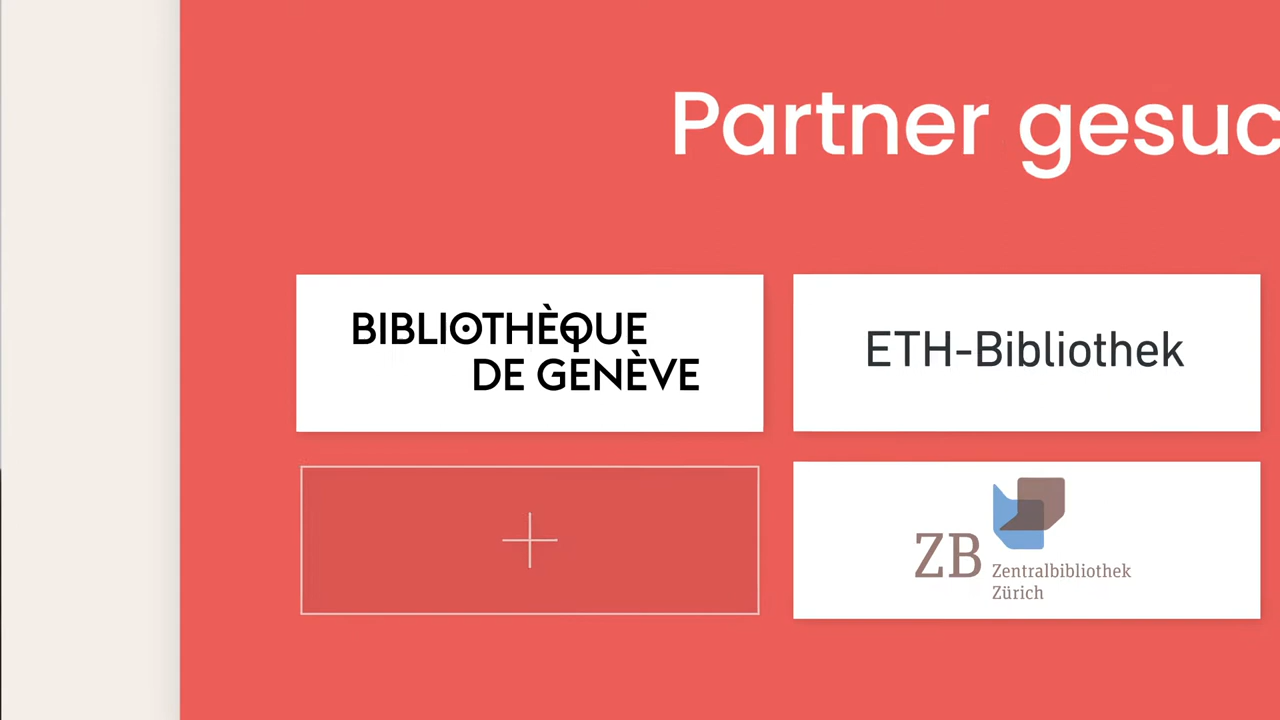 Partner gesuc
BIBLIOTHÈQUE
DE GENÈVE
ETH-Bibliothek
ZB Zentralbibliothek
Zürich